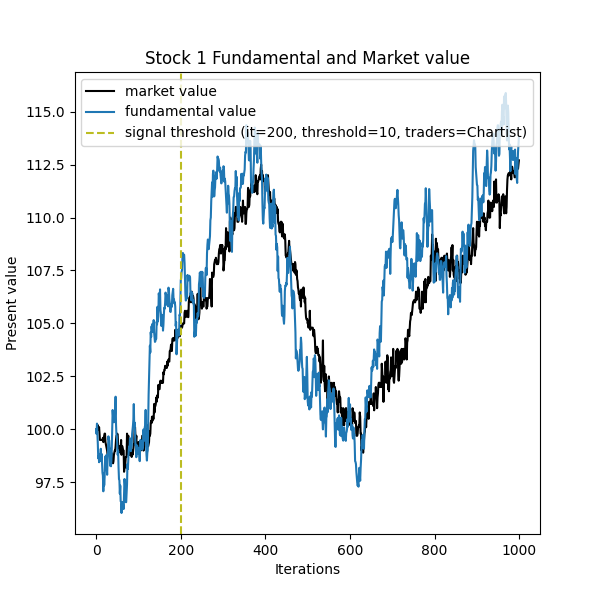 Stock 1 Fundamental and Market value
market value
fundamental value
signal threshold (it=200, threshold=10, traders=Chartist)
115.0
112.5
110.0
107.5
105.0
102.5
100.0
97.5
Present value
0 200 400 600 800 1000
Iterations